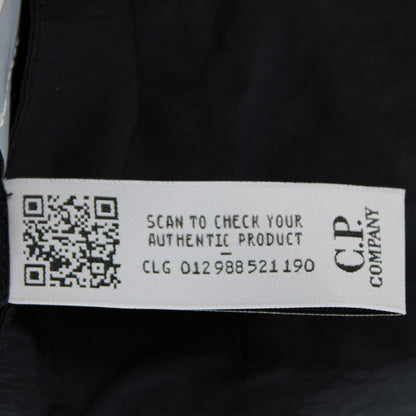 SCAN TO CHECK YOUR
AUTHENTIC PRODUCT
–
CLG 012988521190
C.P.
COMPANY